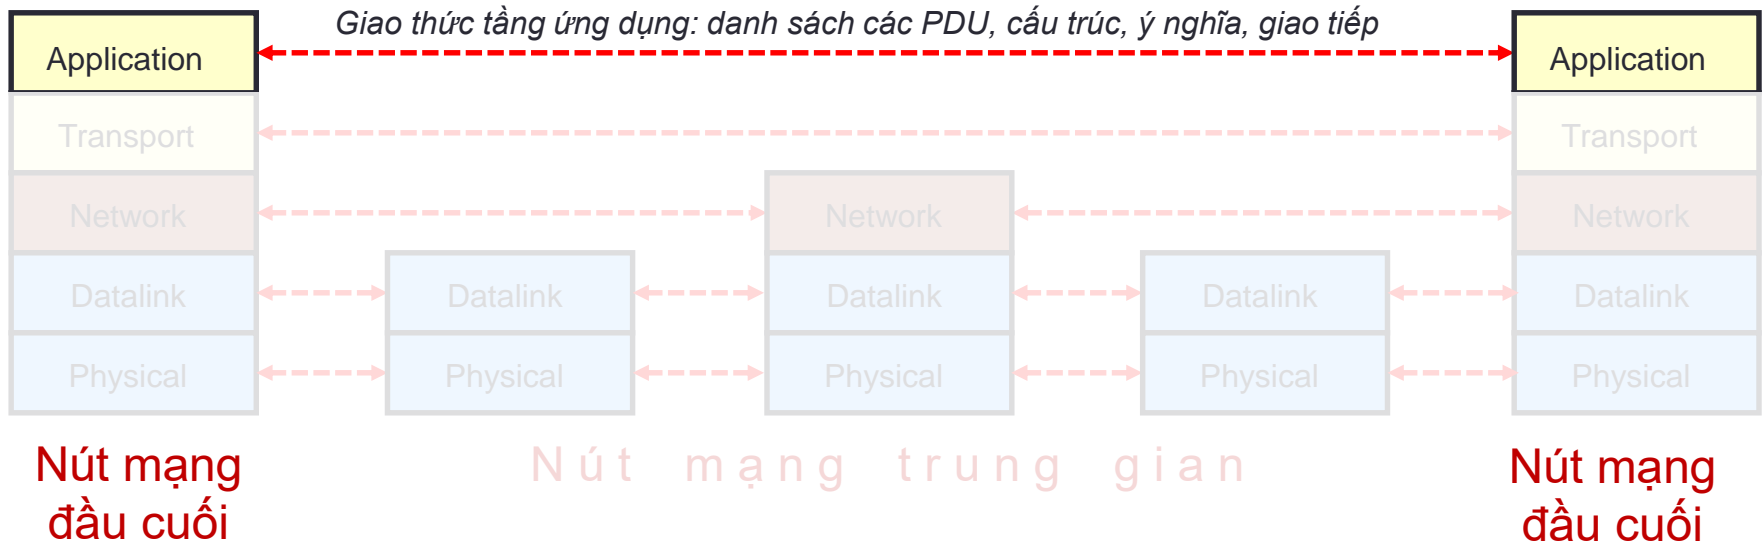 Giao thức tầng ứng dụng: danh sách các PDU, cấu trúc, ý nghĩa, giao tiếp
Application
Application
Transport
Transport
Network
Network
Network
Datalink
Datalink
Datalink
Datalink
Datalink
Physical
Physical
Physical
Physical
Physical
Nút mạng
đầu cuối
Nút mạng trung gian
Nút mạng
đầu cuối